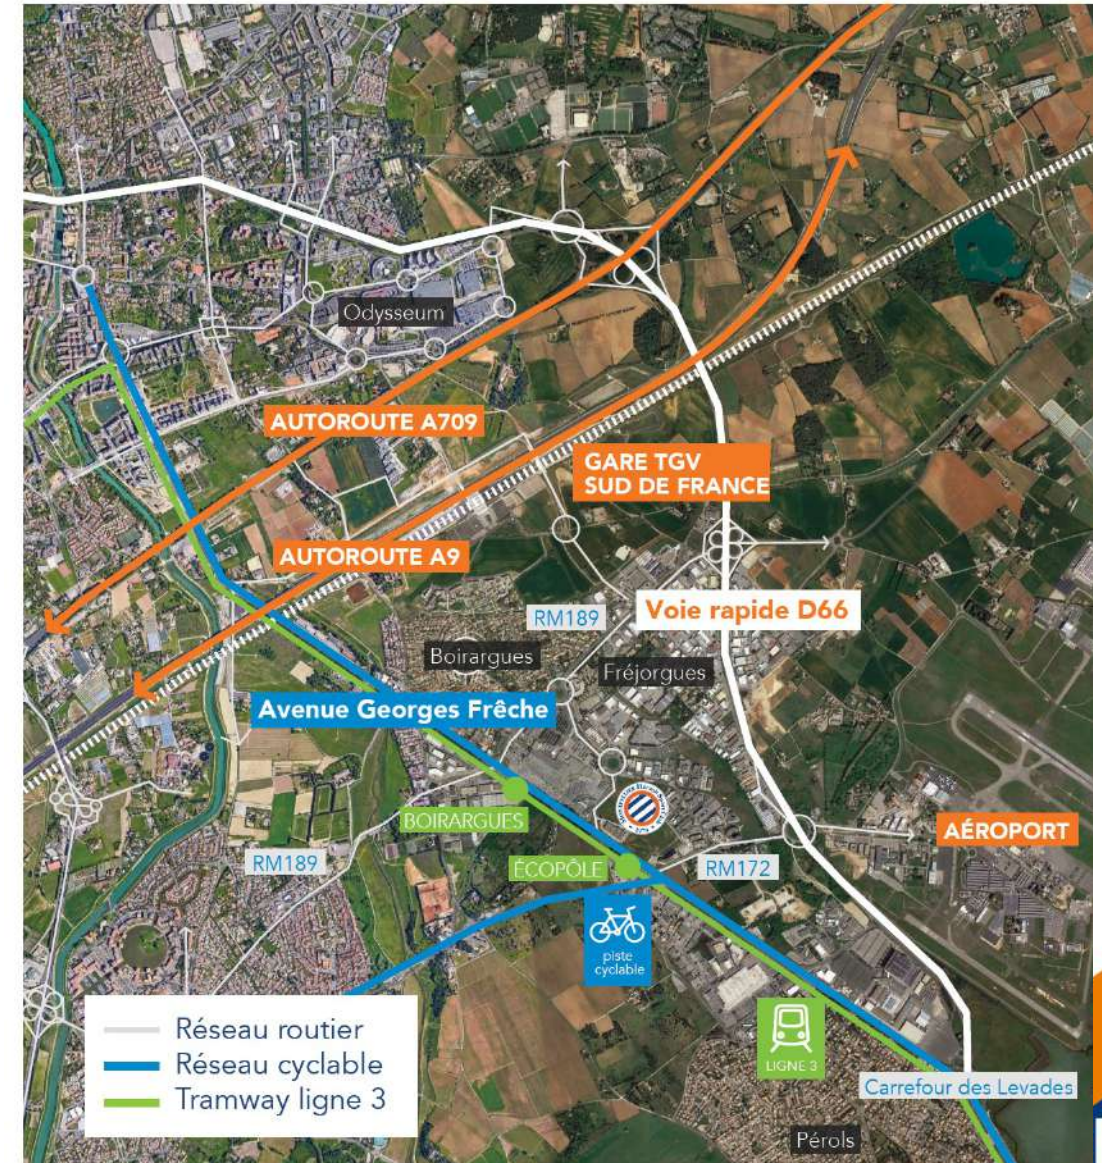 Odysseum
AUTOROUTE A709
GARE TGV
SUD DE FRANCE
AUTOROUTE A9
RM189
Voie rapide D66
Boirargues
Fréjorgues
Avenue Georges Frêche
BOIRARGUES
AÉROPORT
RM189
ÉCOPÔLE
RM172
piste
cyclable
LIGNE 3
Réseau routier
Réseau cyclable
Tramway ligne 3
Carrefour des Levades
Pérols